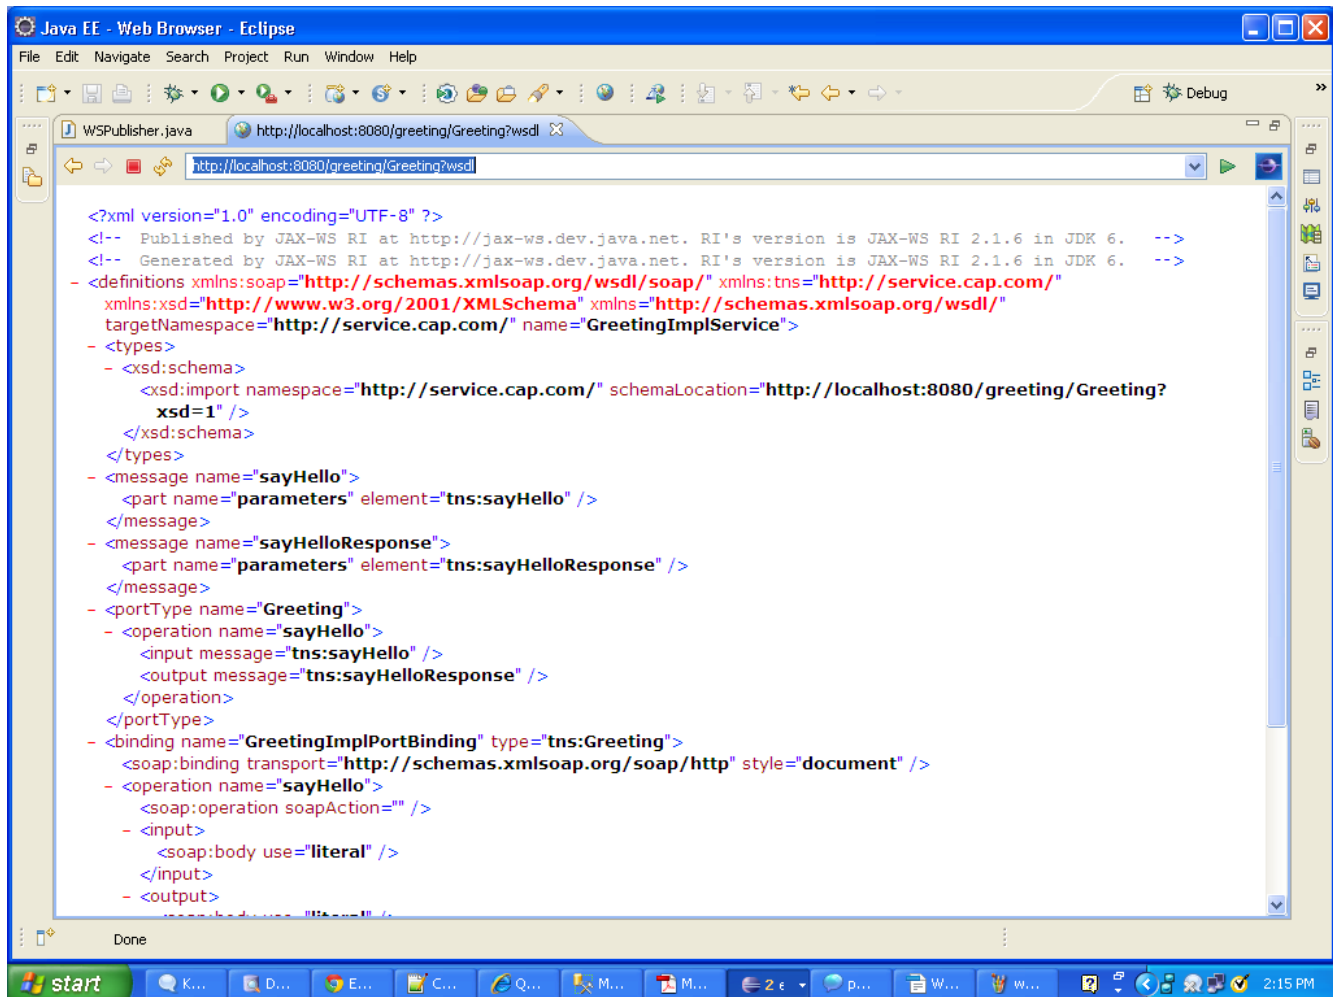 Java EE - Web Browser - Eclipse
File Edit Navigate Search Project Run Window Help
Debug
WSPublisher.java http://localhost:8080/greeting/Greeting?wsdl
http://localhost:8080/greeting/Greeting?wsdl
<?xml version="1.0" encoding="UTF-8" ?>
<!-- Published by JAX-WS RI at http://jax-ws.dev.java.net. RI's version is JAX-WS RI 2.1.6 in JDK 6. -->
<!-- Generated by JAX-WS RI at http://jax-ws.dev.java.net. RI's version is JAX-WS RI 2.1.6 in JDK 6. -->
- <definitions xmlns:soap="http://schemas.xmlsoap.org/wsdl/soap/" xmlns:tns="http://service.cap.com/"
xmlns:xsd="http://www.w3.org/2001/XMLSchema" xmlns="http://schemas.xmlsoap.org/wsdl/"
targetNamespace="http://service.cap.com/" name="GreetingImplService">
- <types>
- <xsd:schema>
<xsd:import namespace="http://service.cap.com/" schemaLocation="http://localhost:8080/greeting/Greeting?
xsd=1" />
</xsd:schema>
</types>
- <message name="sayHello">
<part name="parameters" element="tns:sayHello" />
</message>
- <message name="sayHelloResponse">
<part name="parameters" element="tns:sayHelloResponse" />
</message>
- <portType name="Greeting">
- <operation name="sayHello">
<input message="tns:sayHello" />
<output message="tns:sayHelloResponse" />
</operation>
</portType>
- <binding name="GreetingImplPortBinding" type="tns:Greeting">
<soap:binding transport="http://schemas.xmlsoap.org/soap/http" style="document" />
- <operation name="sayHello">
<soap:operation soapAction="" />
- <input>
<soap:body use="literal" />
</input>
- <output>
<soap:body use="literal" />
Done
start K... D... E... C... Q... M... M... 2 e p... W... w... 2:15 PM